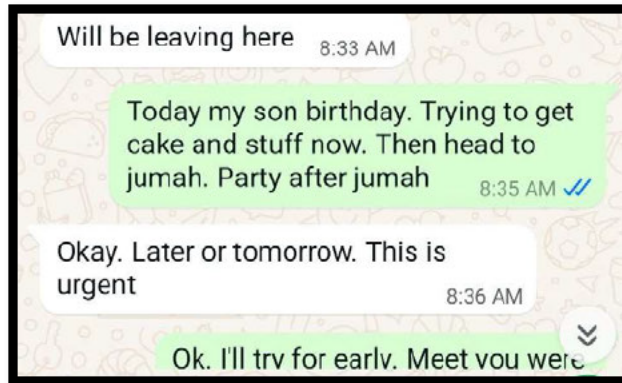 Will be leaving here 8:33 AM
Today my son birthday. Trying to get
cake and stuff now. Then head to
jumah. Party after jumah 8:35 AM
Okay. Later or tomorrow. This is
urgent 8:36 AM
Ok. I'll try for early. Meet you were